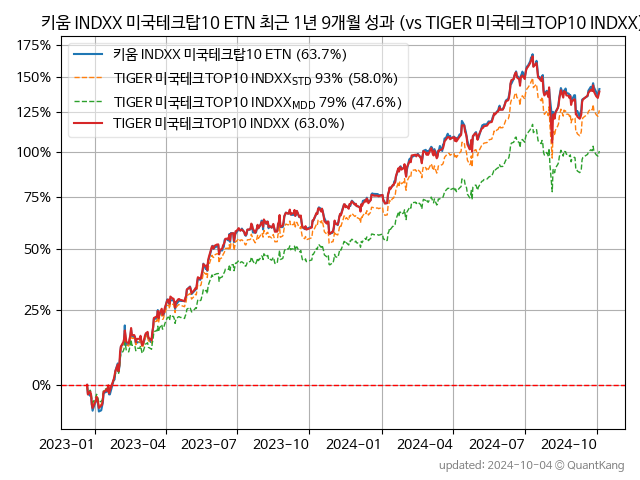 키움 INDXX 미국테크탑10 ETN 최근 1년 9개월 성과 (vs TIGER 미국테크TOP10 INDXX)
175%
150%
125%
100%
75%
50%
25%
0%
키움 INDXX 미국테크탑10 ETN (63.7%)
TIGER 미국테크TOP10 INDXX_STD 93% (58.0%)
TIGER 미국테크TOP10 INDXX_MDD 79% (47.6%)
TIGER 미국테크TOP10 INDXX (63.0%)
2023-01 2023-04 2023-07 2023-10 2024-01 2024-04 2024-07 2024-10
updated: 2024-10-04 © QuantKang